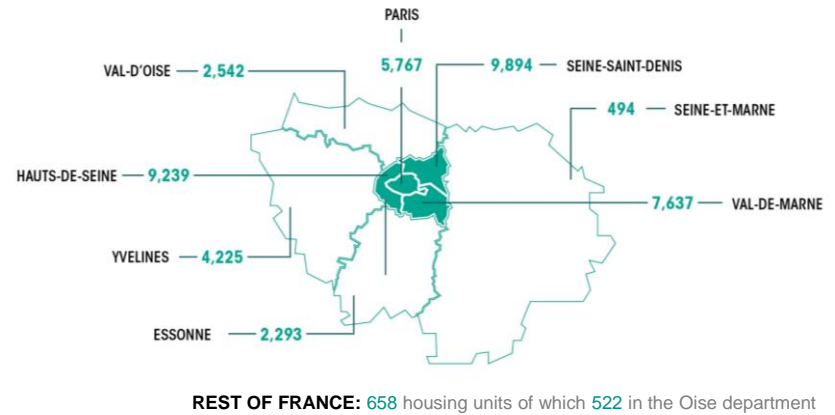 PARIS
5,767
VAL-D'OISE 2,542
9,894 SEINE-SAINT-DENIS
494 SEINE-ET-MARNE
HAUTS-DE-SEINE 9,239
7,637 VAL-DE-MARNE
YVELINES 4,225
ESSONNE 2,293
REST OF FRANCE: 658 housing units of which 522 in the Oise department